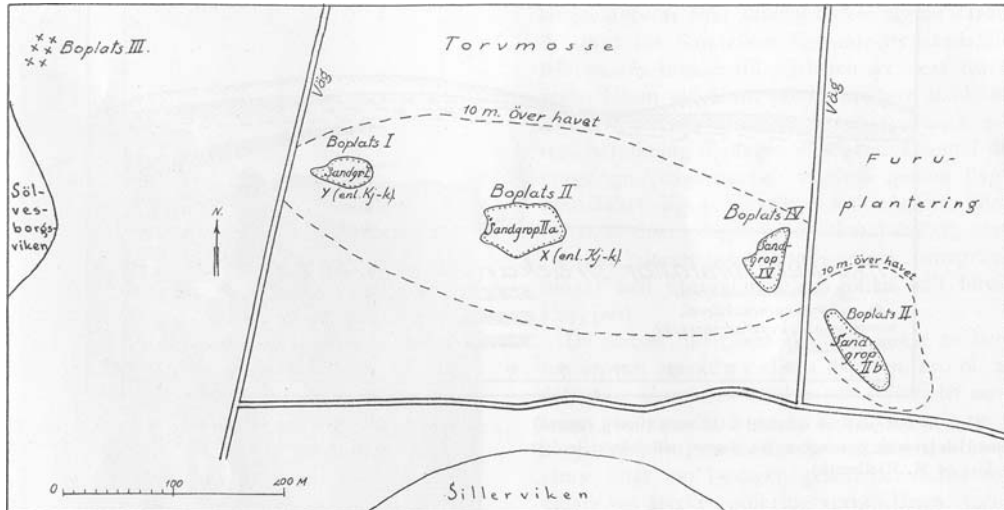 Boplats III.
Torvmosse
Väg
Väg
10 m. över havet
Boplats I
Sandgr. I
Y (enl. Kj-k)
Furu-
plantering
Söl-
ves-
borgs-
viken
N.
Boplats II
Sandgrop IIa
X (enl. Kj-k)
Boplats IV
Sand-
grop
IV
10 m. över havet
Boplats II
Sand-
grop
IIb
0 100 200 M
Sillerviken